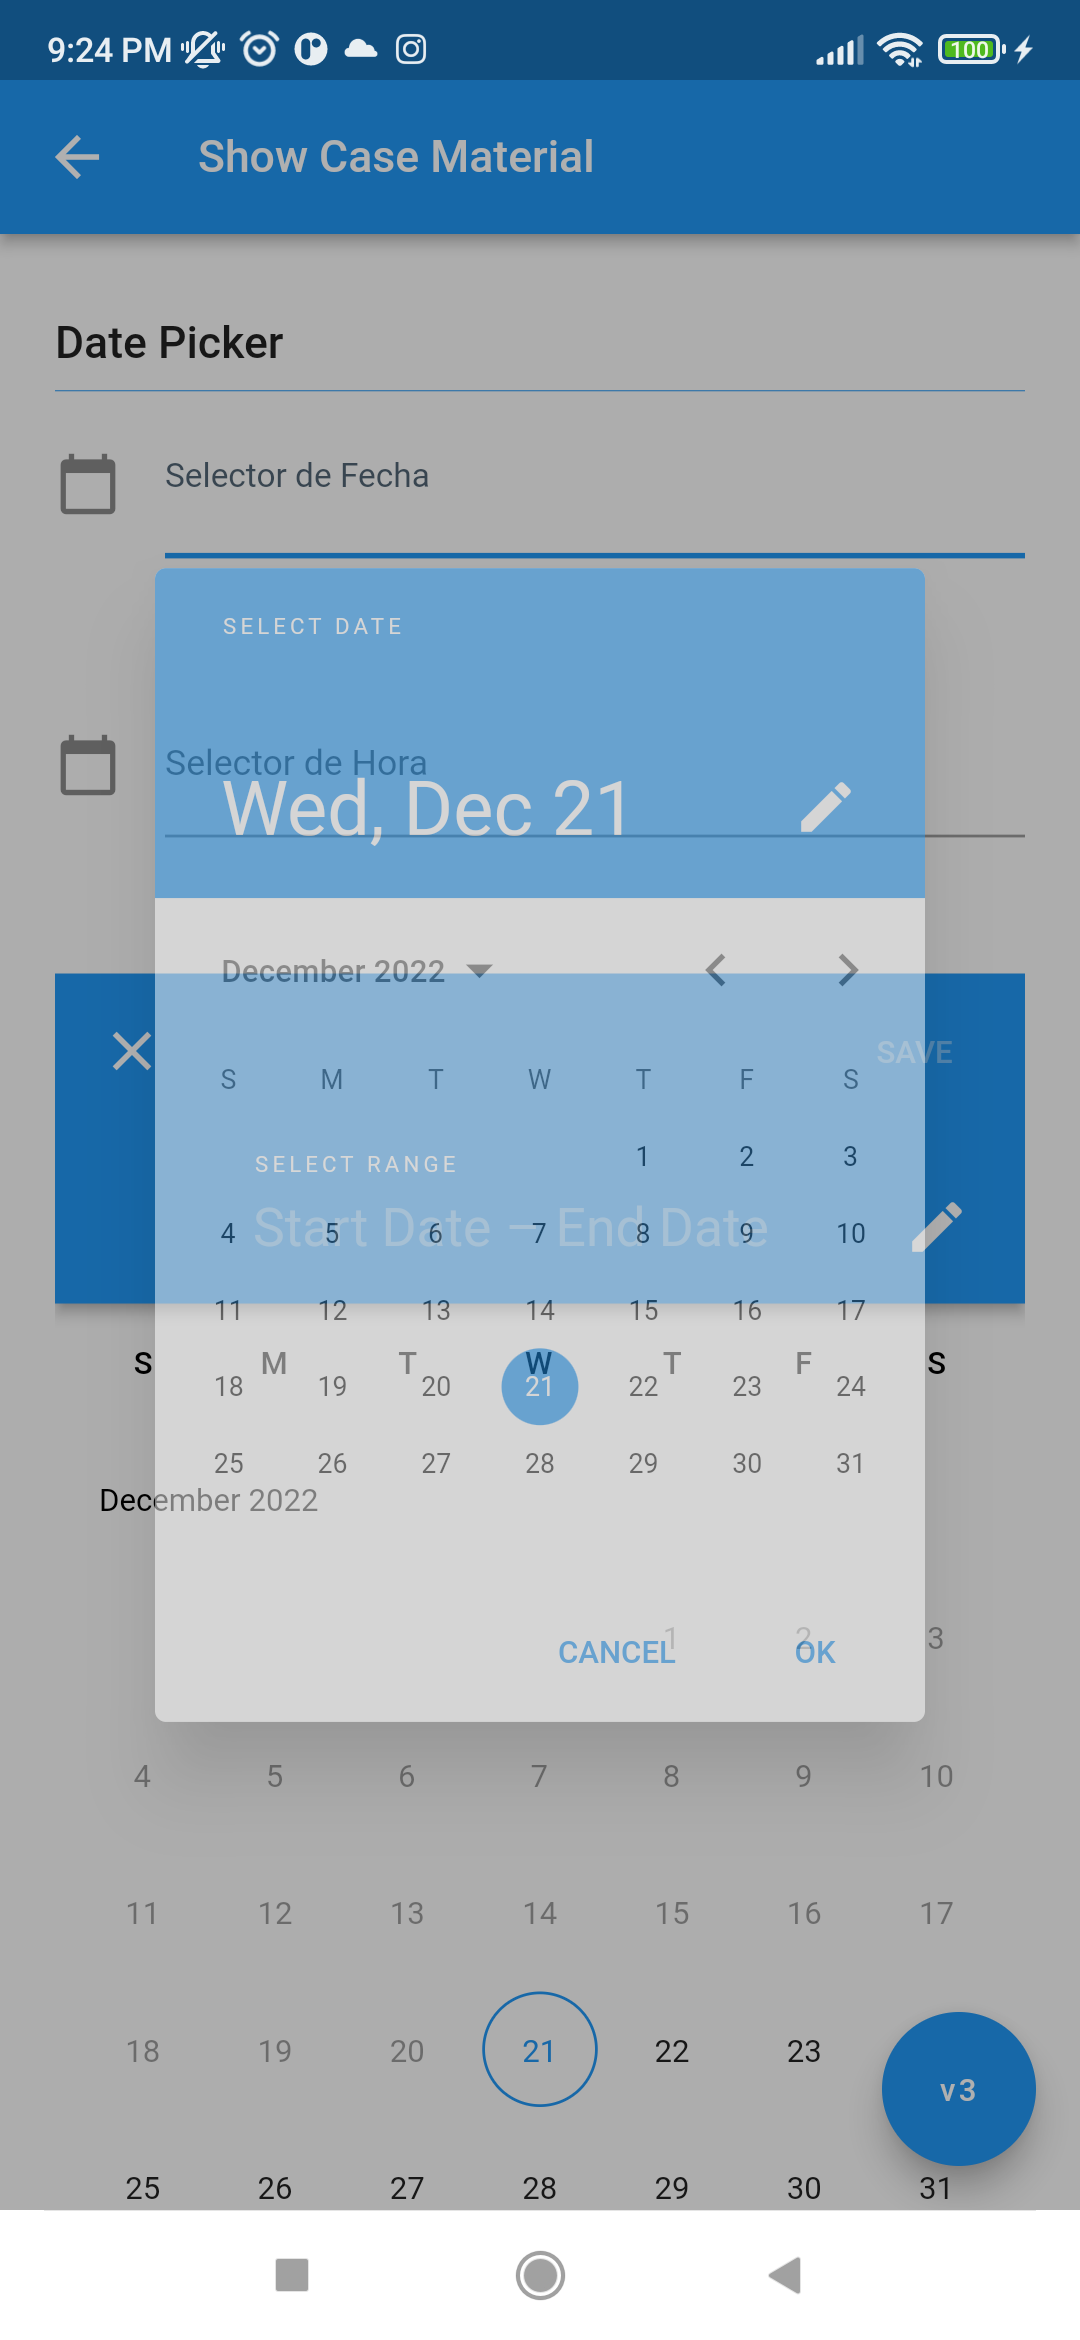 9:24 PM
100
Show Case Material
Date Picker
Selector de Fecha
SELECT DATE
Selector de Hora
Wed, Dec 21
December 2022
SAVE
S M T W T F S
1 2 3
SELECT RANGE
Start Date – End Date
4 5 6 7 8 9 10
11 12 13 14 15 16 17
S M T W T F S
18 19 20 21 22 23 24
25 26 27 28 29 30 31
December 2022
1 2 3
CANCEL OK
4 5 6 7 8 9 10
11 12 13 14 15 16 17
18 19 20 21 22 23
v3
25 26 27 28 29 30 31